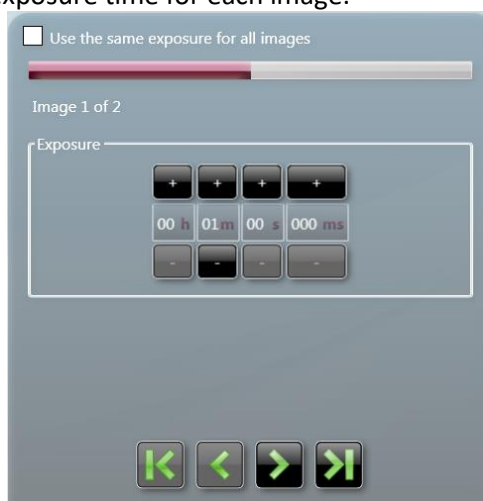 exposure time for each image.
Use the same exposure for all images
Image 1 of 2
Exposure
+ + + +
00 h 01 m 00 s 000 ms
- - - -